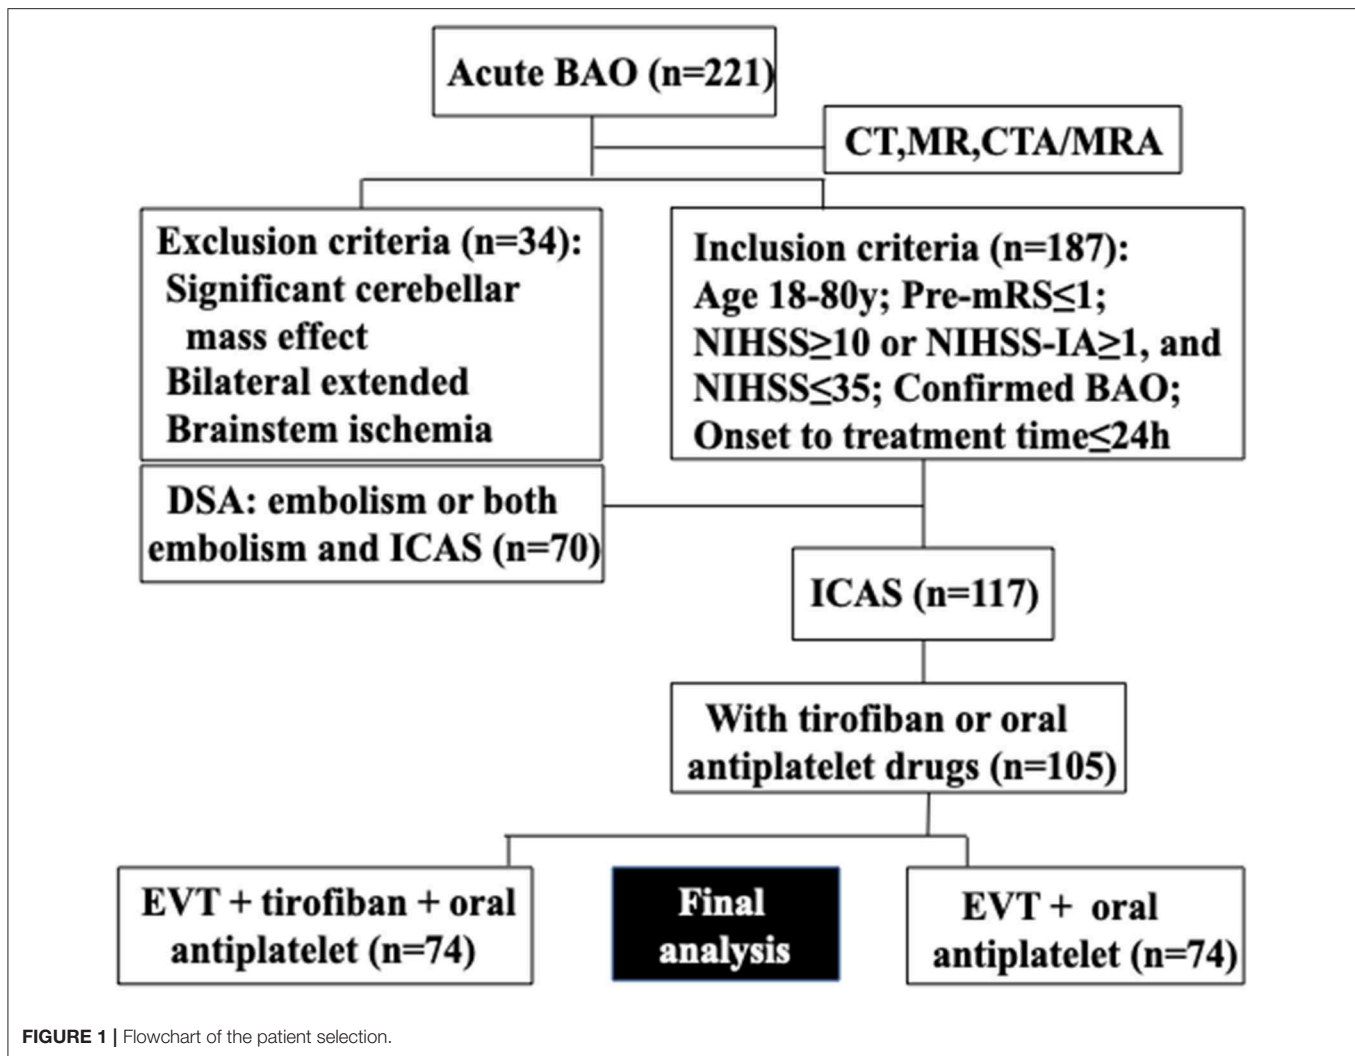 Acute BAO (n=221)
CT,MR,CTA/MRA
Exclusion criteria (n=34):
Significant cerebellar
mass effect
Bilateral extended
Brainstem ischemia
Inclusion criteria (n=187):
Age 18-80y; Pre-mRS≤1;
NIHSS≥10 or NIHSS-IA≥1, and
NIHSS≤35; Confirmed BAO;
Onset to treatment time≤24h
DSA: embolism or both
embolism and ICAS (n=70)
ICAS (n=117)
With tirofiban or oral
antiplatelet drugs (n=105)
EVT + tirofiban + oral
antiplatelet (n=74)
Final
analysis
EVT + oral
antiplatelet (n=74)
FIGURE 1 | Flowchart of the patient selection.